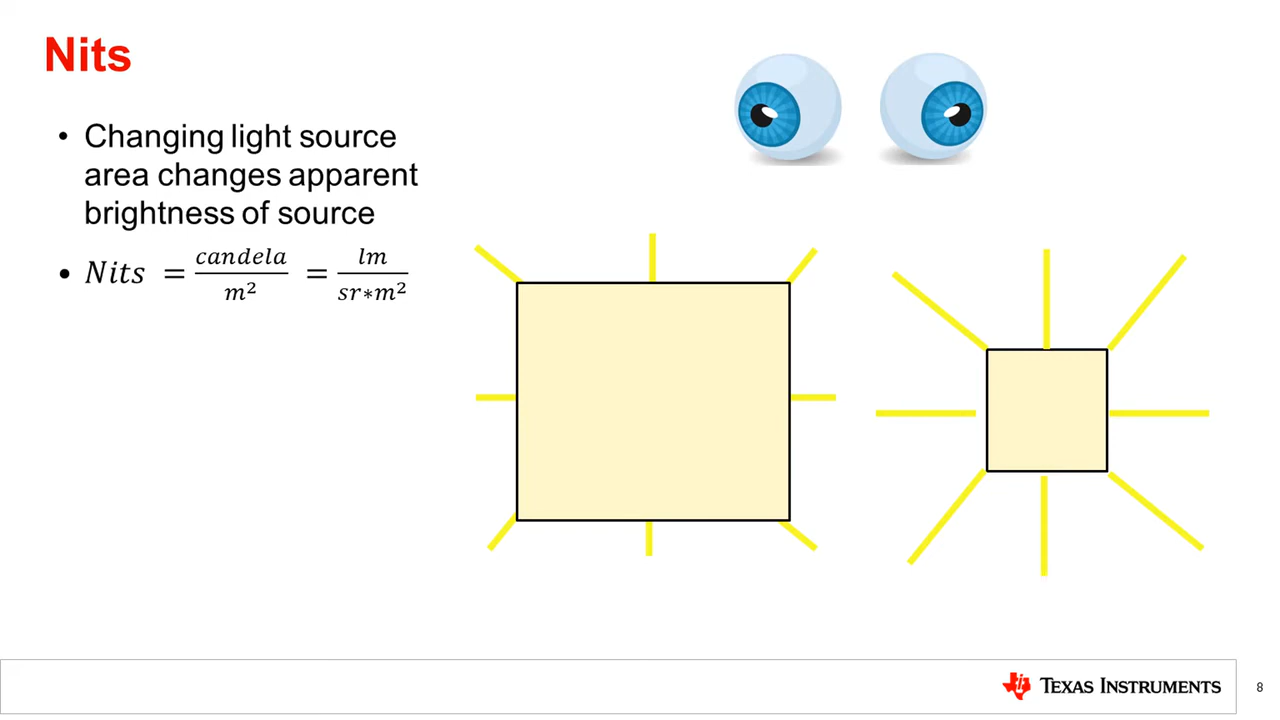 Nits
• Changing light source
area changes apparent
brightness of source
• Nits = candela/m² = lm/sr∗m²
TEXAS INSTRUMENTS
8